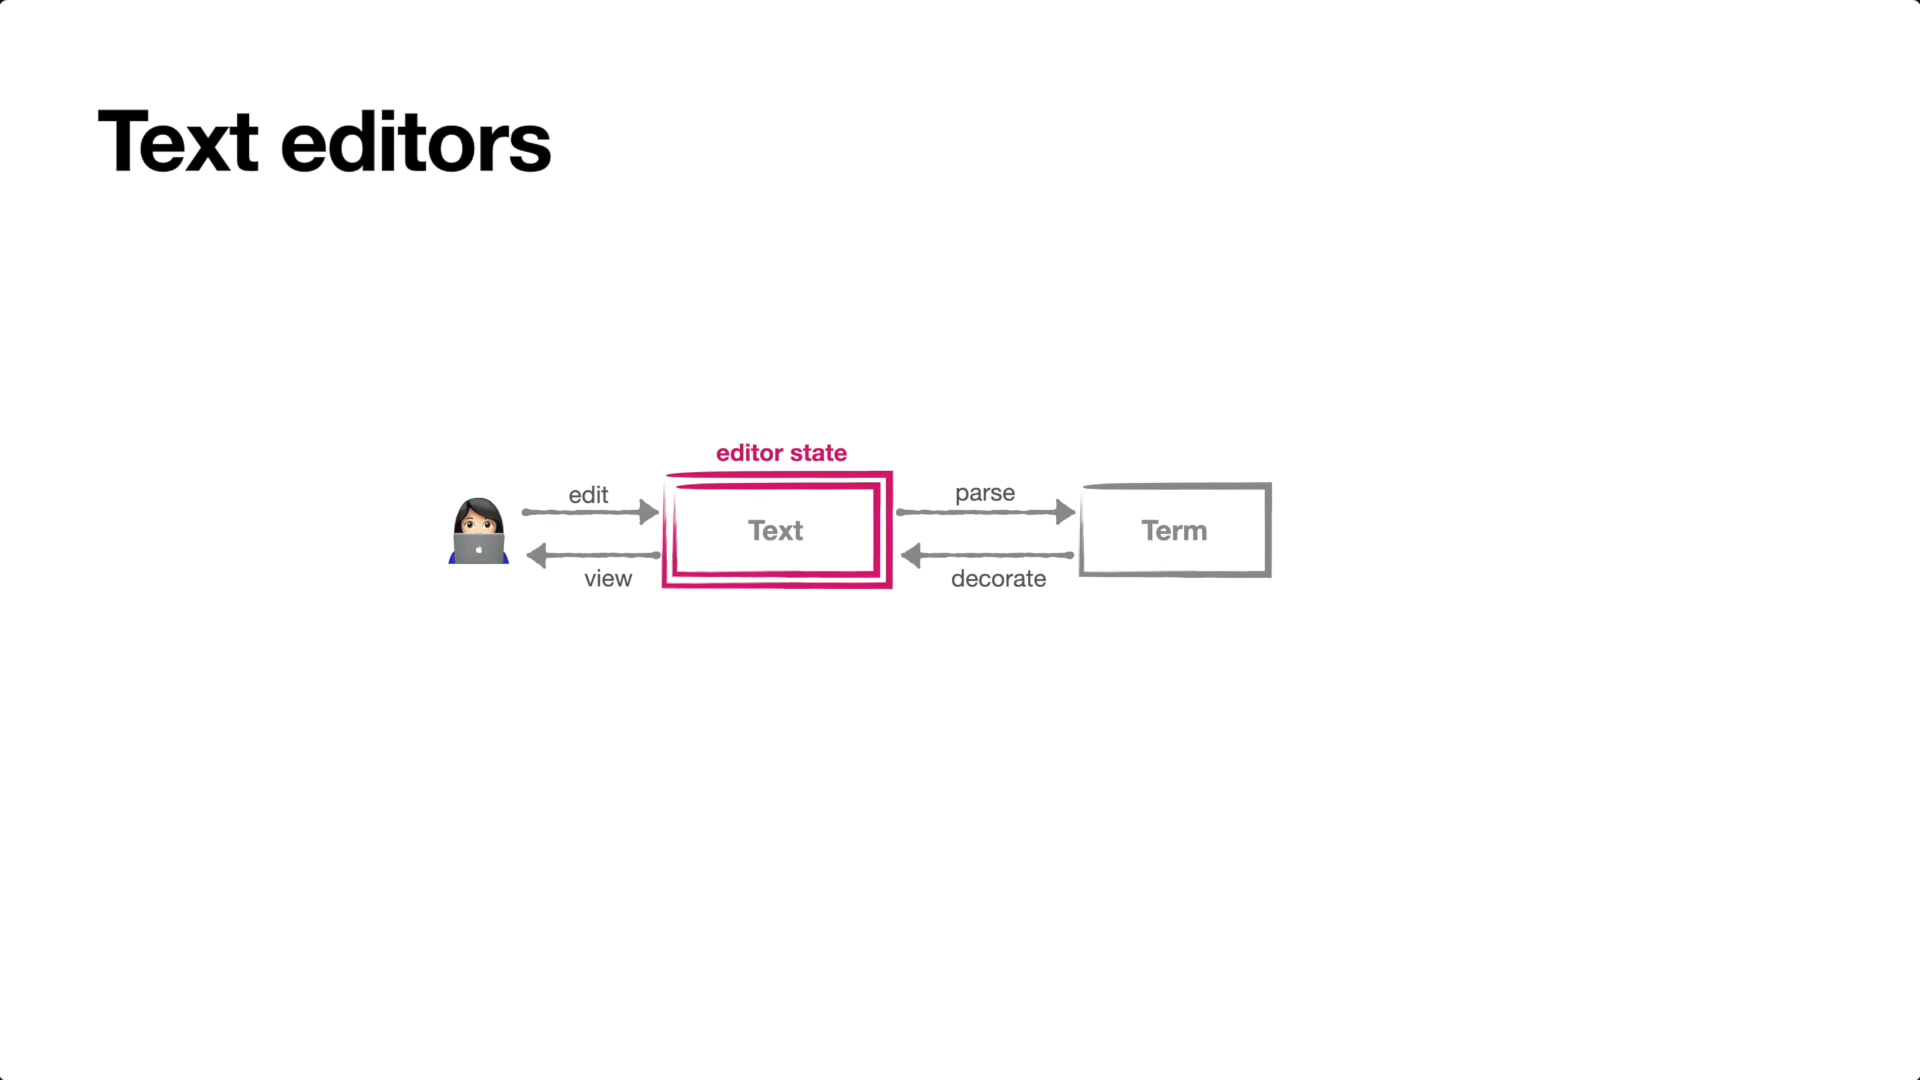 Text editors
editor state
edit
parse
Text
Term
view
decorate